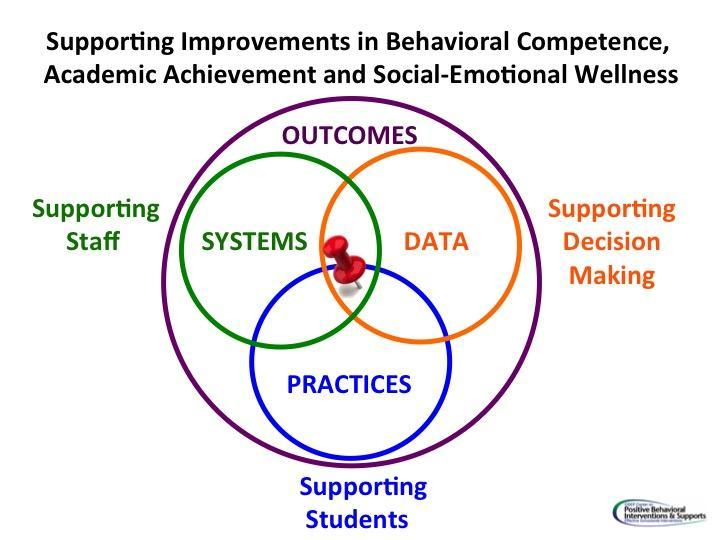 Supporting Improvements in Behavioral Competence,
Academic Achievement and Social-Emotional Wellness
OUTCOMES
Supporting
Staff
SYSTEMS
DATA
Supporting
Decision
Making
PRACTICES
Supporting
Students
Positive Behavioral
Interventions & Supports